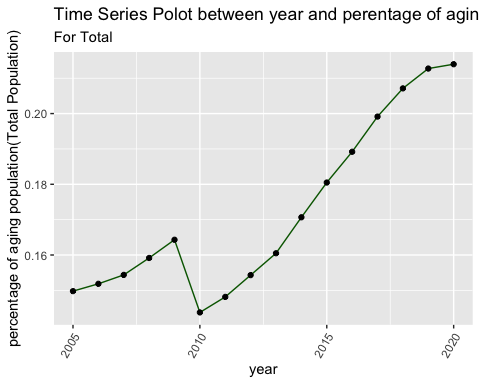 Time Series Polot between year and perentage of agin
For Total
percentage of aging population(Total Population)
0.20
0.18
0.16
2005
2010
2015
2020
year